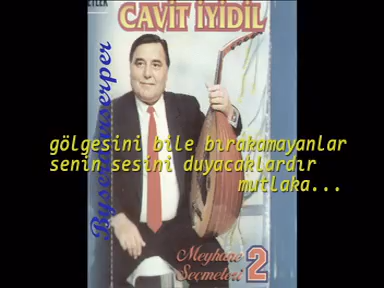 CAVİT İYİDİL
gölgesini bile bırakamayanlar
senin sesini duyacaklardır
mutlaka...
Meyhane
Seçmeleri 2